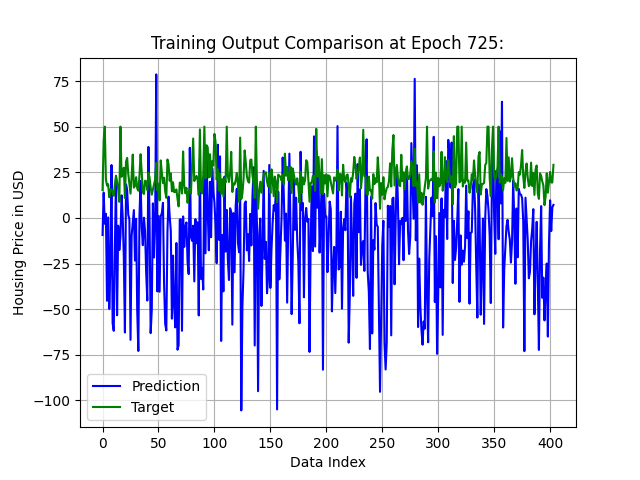 Training Output Comparison at Epoch 725:
75
50
25
0
−25
−50
−75
−100
Housing Price in USD
Prediction
Target
0 50 100 150 200 250 300 350 400
Data Index